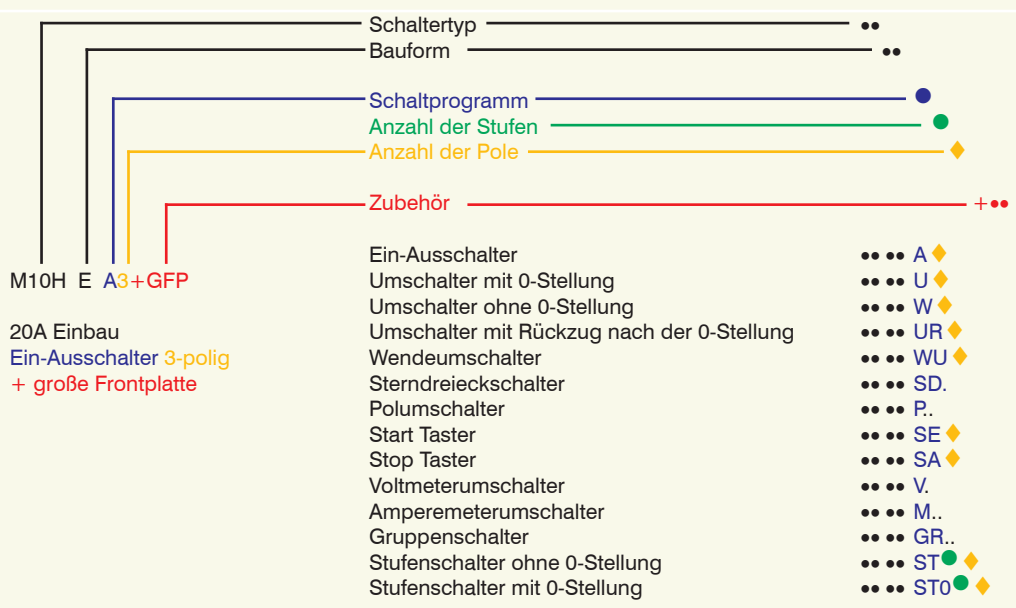 Schaltertyp ••
Bauform ••
Schaltprogramm ●
Anzahl der Stufen ●
Anzahl der Pole ♦
Zubehör +••
M10H E A3+GFP
20A Einbau
Ein-Ausschalter 3-polig
+ große Frontplatte
Ein-Ausschalter •• •• A ♦
Umschalter mit 0-Stellung •• •• U ♦
Umschalter ohne 0-Stellung •• •• W ♦
Umschalter mit Rückzug nach der 0-Stellung •• •• UR ♦
Wendeumschalter •• •• WU ♦
Sterndreieckschalter •• •• SD.
Polumschalter •• •• P..
Start Taster •• •• SE ♦
Stop Taster •• •• SA ♦
Voltmeterumschalter •• •• V.
Amperemeterumschalter •• •• M..
Gruppenschalter •• •• GR..
Stufenschalter ohne 0-Stellung •• •• ST ● ♦
Stufenschalter mit 0-Stellung •• •• ST0 ● ♦